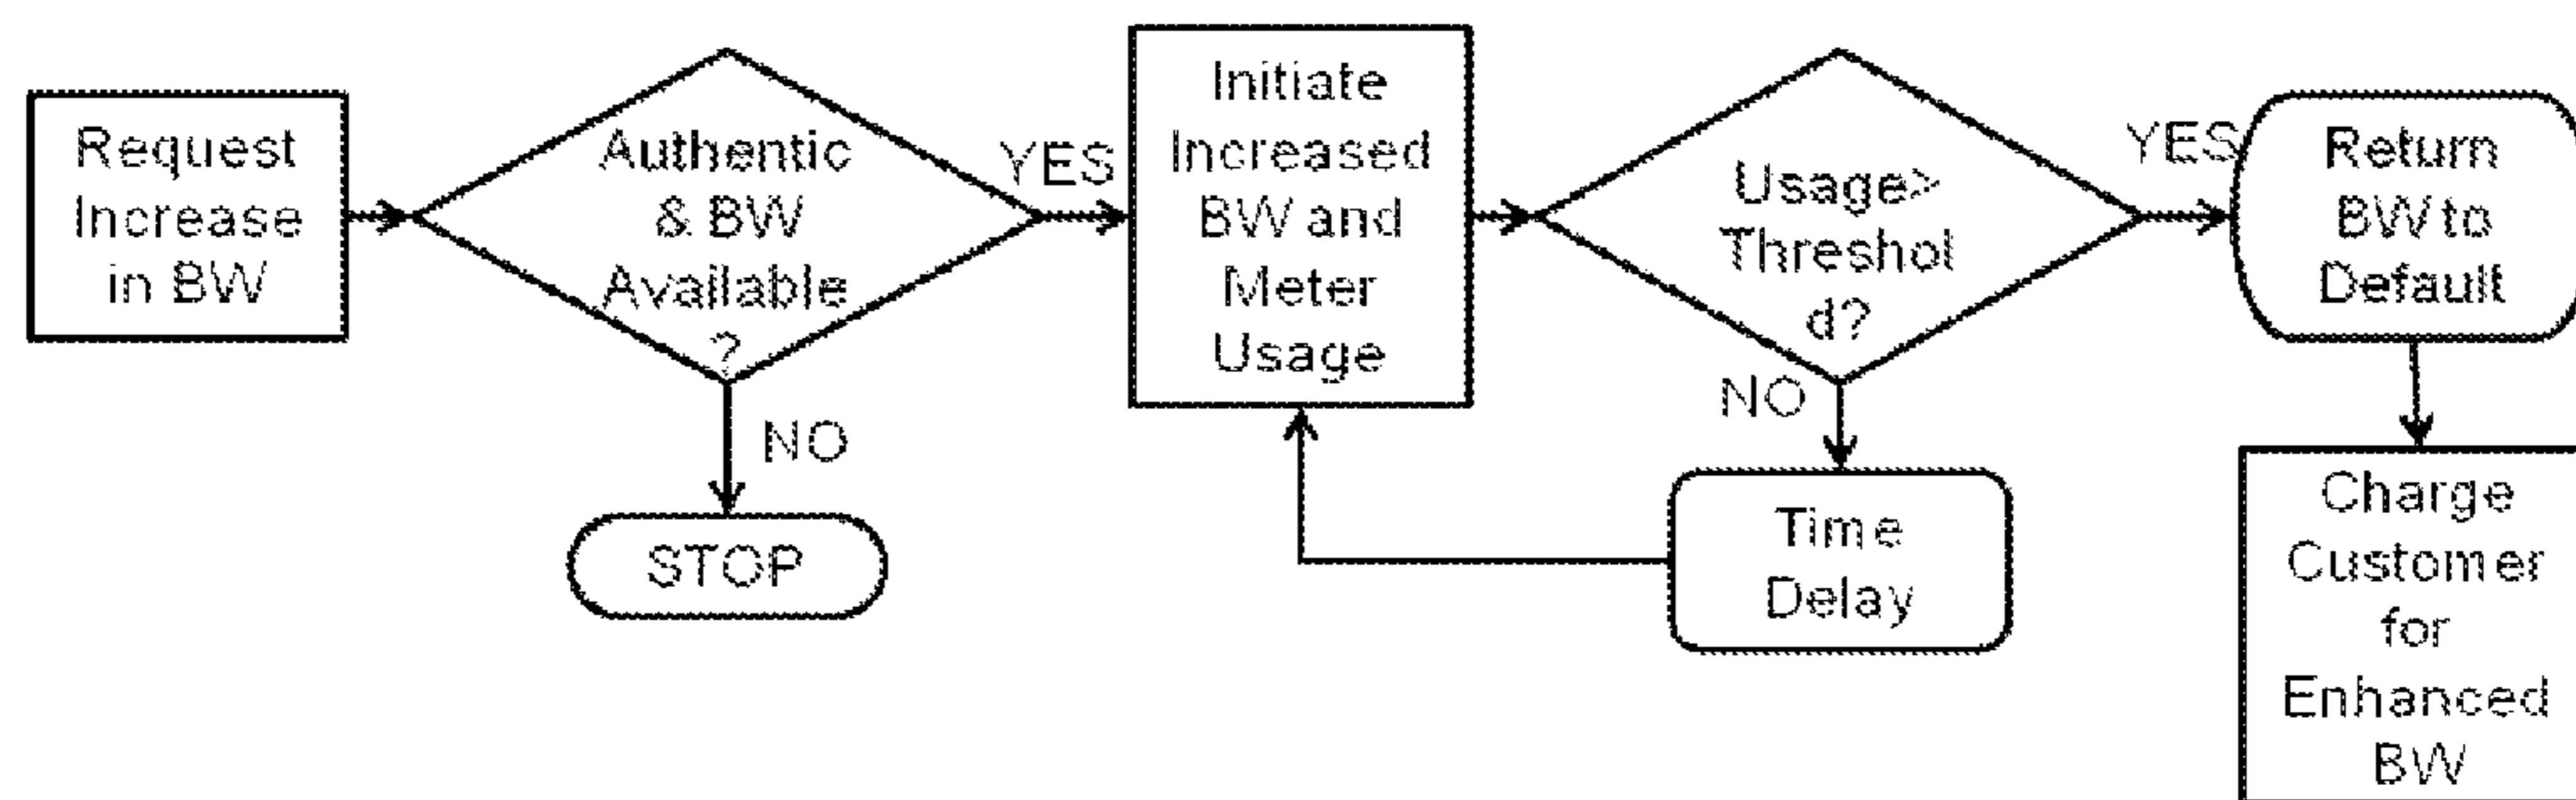 Request
Increase
in BW
Authentic
& BW
Available
?
YES
NO
STOP
Initiate
Increased
BW and
Meter
Usage
Usage>
Threshol
d?
YES
NO
Time
Delay
Return
BW to
Default
Charge
Customer
for
Enhanced
BW